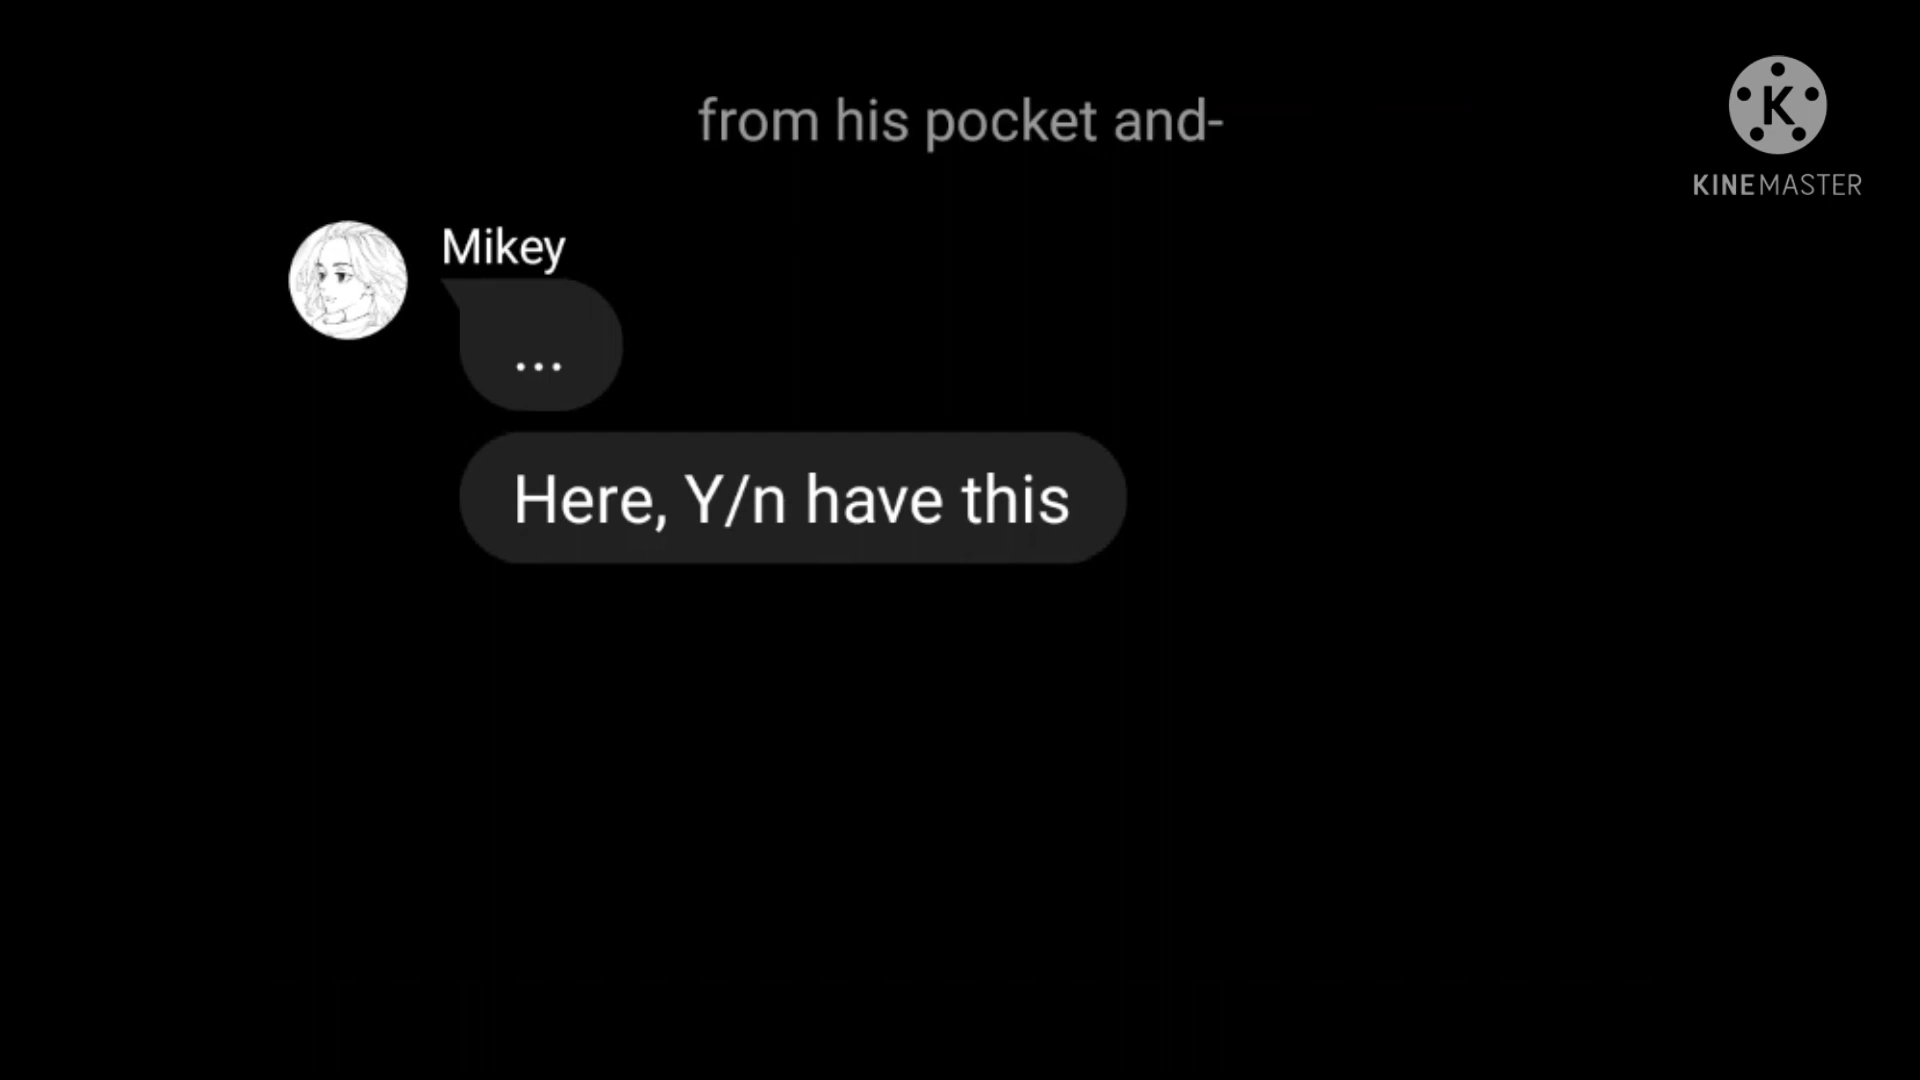 from his pocket and-
K
KINEMASTER
Mikey
...
Here, Y/n have this